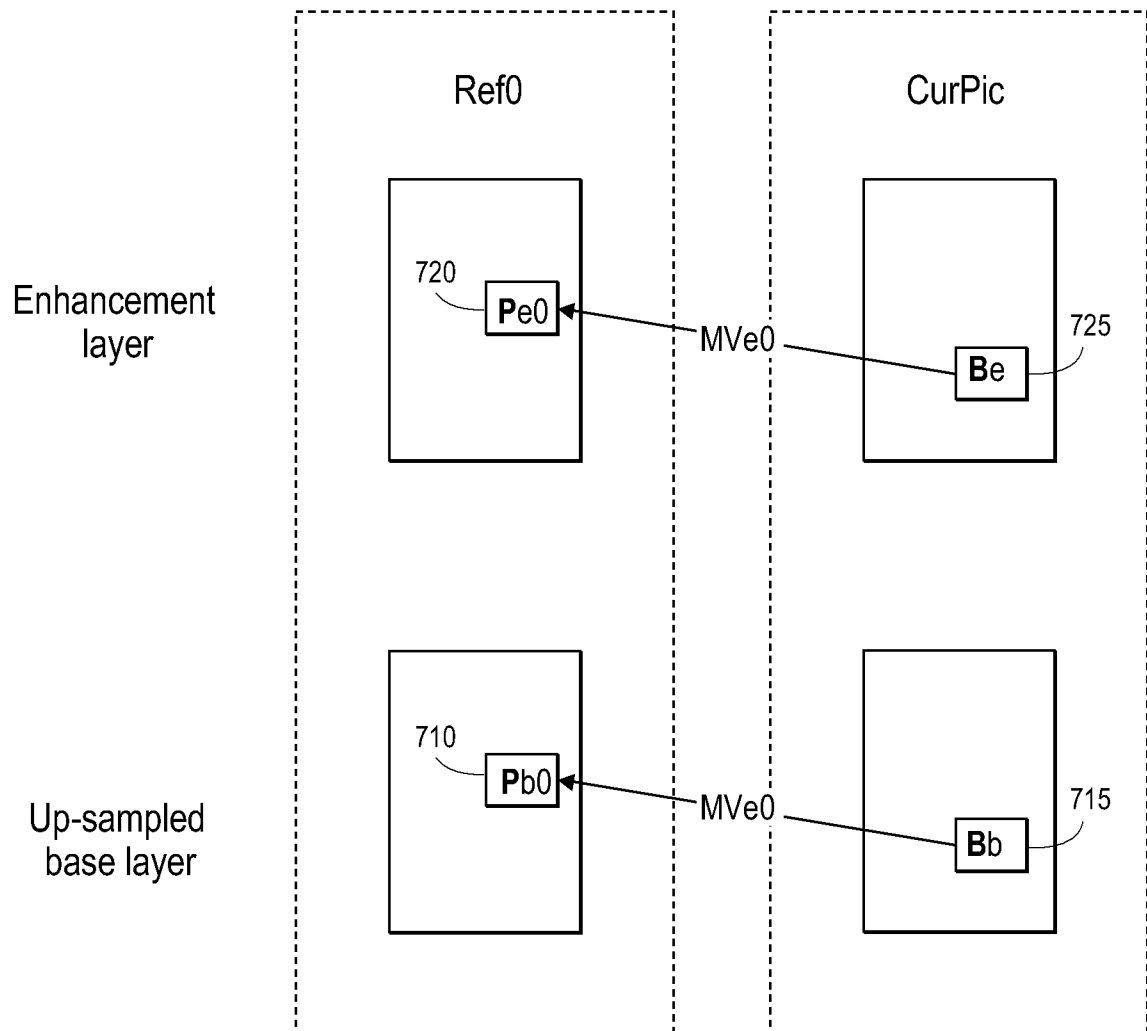 Ref0
CurPic
Enhancement
layer
720
Pe0
MVe0
Be
725
Up-sampled
base layer
710
Pb0
MVe0
Bb
715